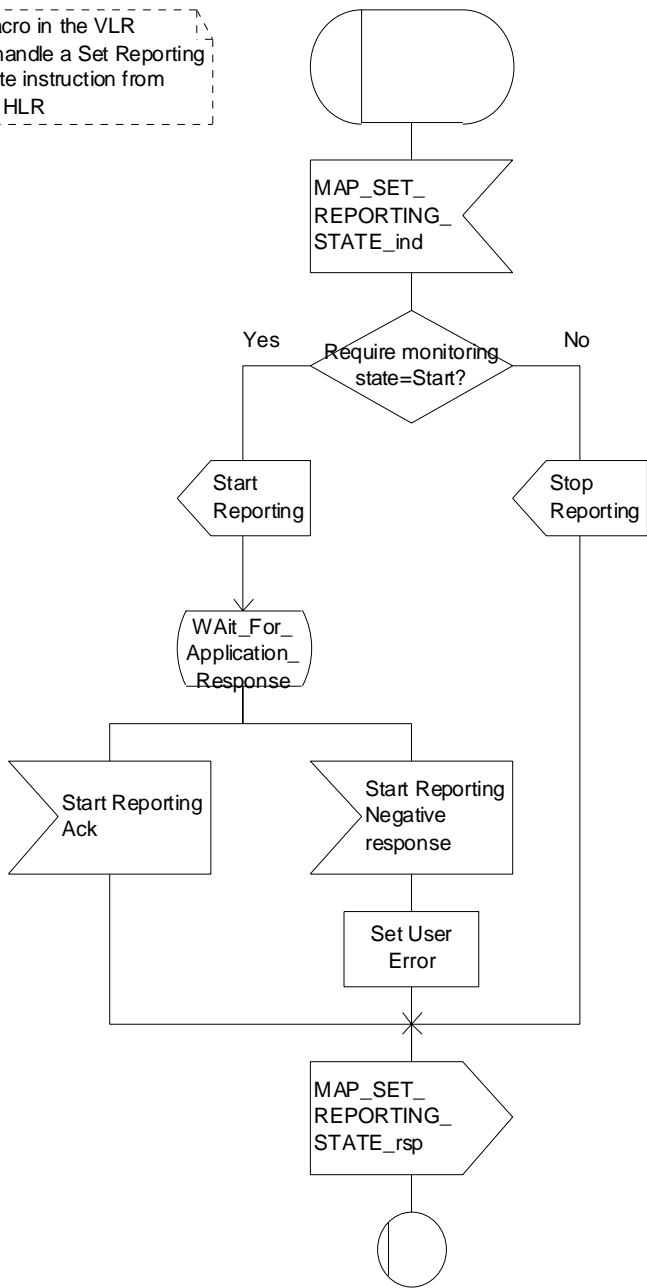 acro in the VLR
handle a Set Reporting
te instruction from
HLR
MAP_SET_
REPORTING_
STATE_ind
Yes
Require monitoring
state=Start?
No
Start
Reporting
Stop
Reporting
WAit_For_
Application_
Response
Start Reporting
Ack
Start Reporting
Negative
response
Set User
Error
MAP_SET_
REPORTING_
STATE_rsp